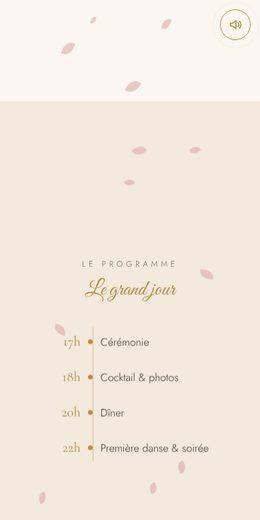 LE PROGRAMME
Le grand jour
17h Cérémonie
18h Cocktail & photos
20h Dîner
22h Première danse & soirée